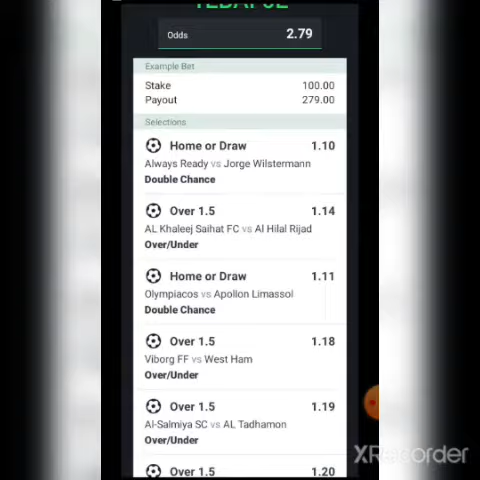 Odds 2.79
Example Bet
Stake 100.00
Payout 279.00
Selections
Home or Draw 1.10
Always Ready vs Jorge Wilstermann
Double Chance
Over 1.5 1.14
AL Khaleej Saihat FC vs Al Hilal Rijad
Over/Under
Home or Draw 1.11
Olympiacos vs Apollon Limassol
Double Chance
Over 1.5 1.18
Viborg FF vs West Ham
Over/Under
Over 1.5 1.19
Al-Salmiya SC vs AL Tadhamon
Over/Under
Over 1.5 1.20
XRecorder